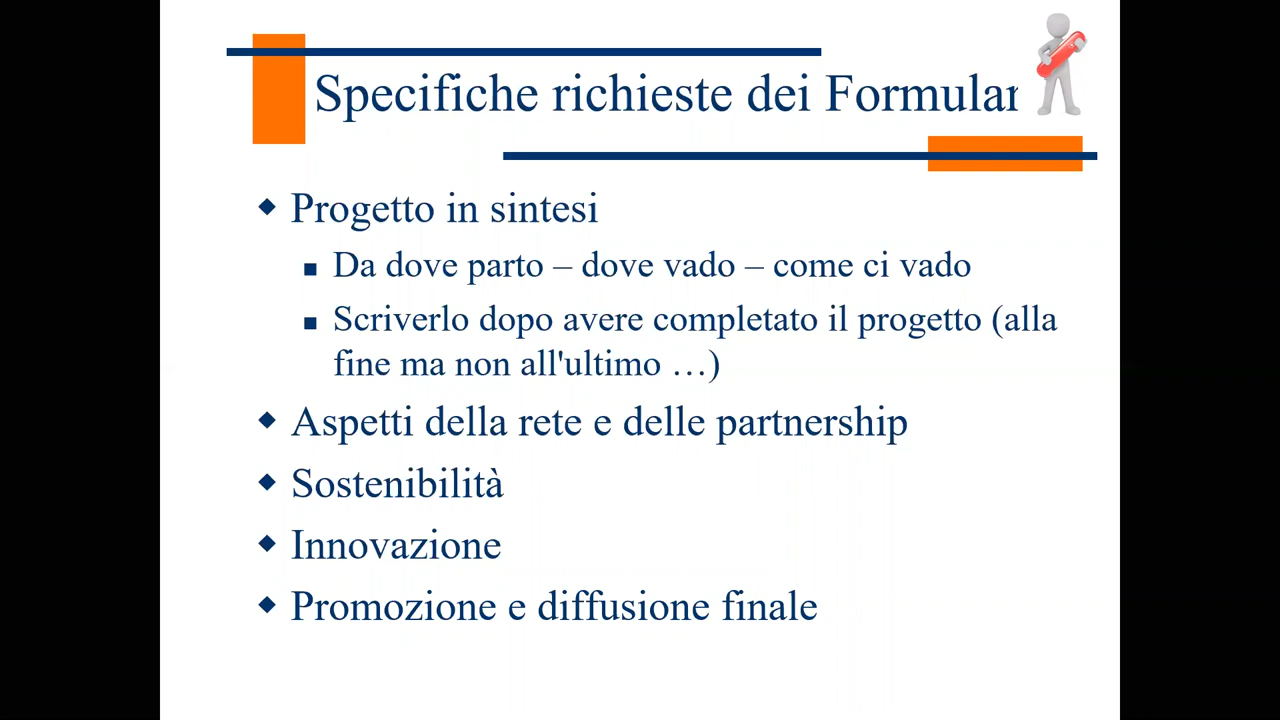 Specifiche richieste dei Formular
◆ Progetto in sintesi
■ Da dove parto – dove vado – come ci vado
■ Scriverlo dopo avere completato il progetto (alla
fine ma non all'ultimo …)
◆ Aspetti della rete e delle partnership
◆ Sostenibilità
◆ Innovazione
◆ Promozione e diffusione finale